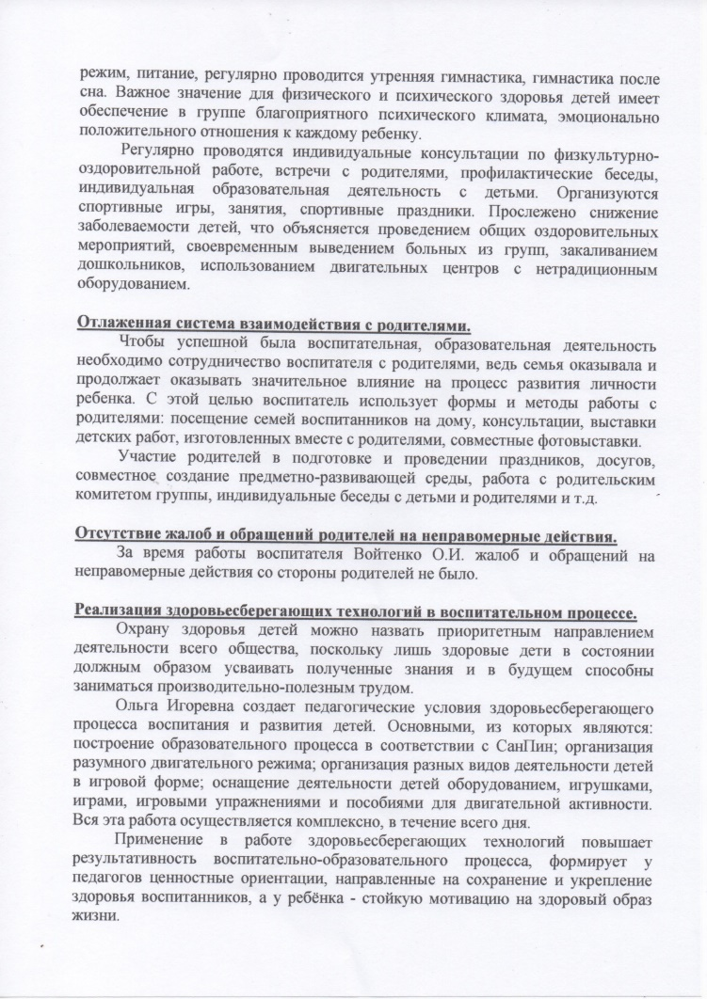 режим, питание, регулярно проводится утренняя гимнастика, гимнастика после
сна. Важное значение для физического и психического здоровья детей имеет
обеспечение в группе благоприятного психического климата, эмоционально
положительного отношения к каждому ребенку.
Регулярно проводятся индивидуальные консультации по физкультурно-
оздоровительной работе, встречи с родителями, профилактические беседы,
индивидуальная образовательная деятельность с детьми. Организуются
спортивные игры, занятия, спортивные праздники. Прослежено снижение
заболеваемости детей, что объясняется проведением общих оздоровительных
мероприятий, своевременным выведением больных из групп, закаливанием
дошкольников, использованием двигательных центров с нетрадиционным
оборудованием.
Отлаженная система взаимодействия с родителями.
Чтобы успешной была воспитательная, образовательная деятельность
необходимо сотрудничество воспитателя с родителями, ведь семья оказывала и
продолжает оказывать значительное влияние на процесс развития личности
ребенка. С этой целью воспитатель использует формы и методы работы с
родителями: посещение семей воспитанников на дому, консультации, выставки
детских работ, изготовленных вместе с родителями, совместные фотовыставки.
Участие родителей в подготовке и проведении праздников, досугов,
совместное создание предметно-развивающей среды, работа с родительским
комитетом группы, индивидуальные беседы с детьми и родителями и т.д.
Отсутствие жалоб и обращений родителей на неправомерные действия.
За время работы воспитателя Войтенко О.И. жалоб и обращений на
неправомерные действия со стороны родителей не было.
Реализация здоровьесберегающих технологий в воспитательном процессе.
Охрану здоровья детей можно назвать приоритетным направлением
деятельности всего общества, поскольку лишь здоровые дети в состоянии
должным образом усваивать полученные знания и в будущем способны
заниматься производительно-полезным трудом.
Ольга Игоревна создает педагогические условия здоровьесберегающего
процесса воспитания и развития детей. Основными, из которых являются:
построение образовательного процесса в соответствии с СанПин; организация
разумного двигательного режима; организация разных видов деятельности детей
в игровой форме; оснащение деятельности детей оборудованием, игрушками,
играми, игровыми упражнениями и пособиями для двигательной активности.
Вся эта работа осуществляется комплексно, в течение всего дня.
Применение в работе здоровьесберегающих технологий повышает
результативность воспитательно-образовательного процесса, формирует у
педагогов ценностные ориентации, направленные на сохранение и укрепление
здоровья воспитанников, а у ребёнка - стойкую мотивацию на здоровый образ
жизни.